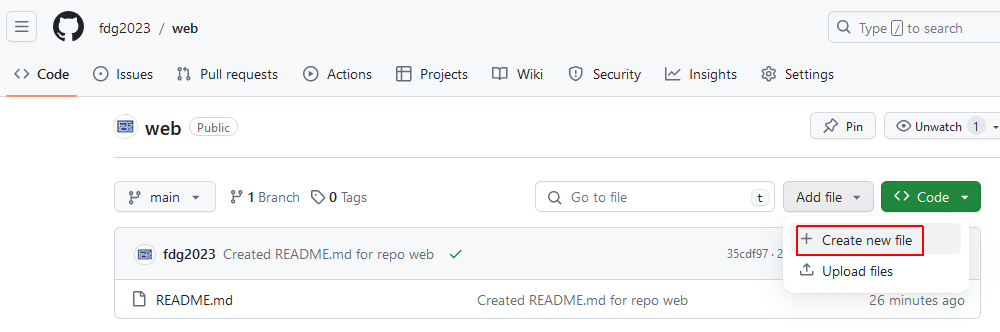 fdg2023 / web
Type / to search
Code Issues Pull requests Actions Projects Wiki Security Insights Settings
web Public
Pin Unwatch 1
main 1 Branch 0 Tags Go to file t Add file Code
Create new file
Upload files
fdg2023 Created README.md for repo web 35cdf97 · 2
README.md Created README.md for repo web 26 minutes ago